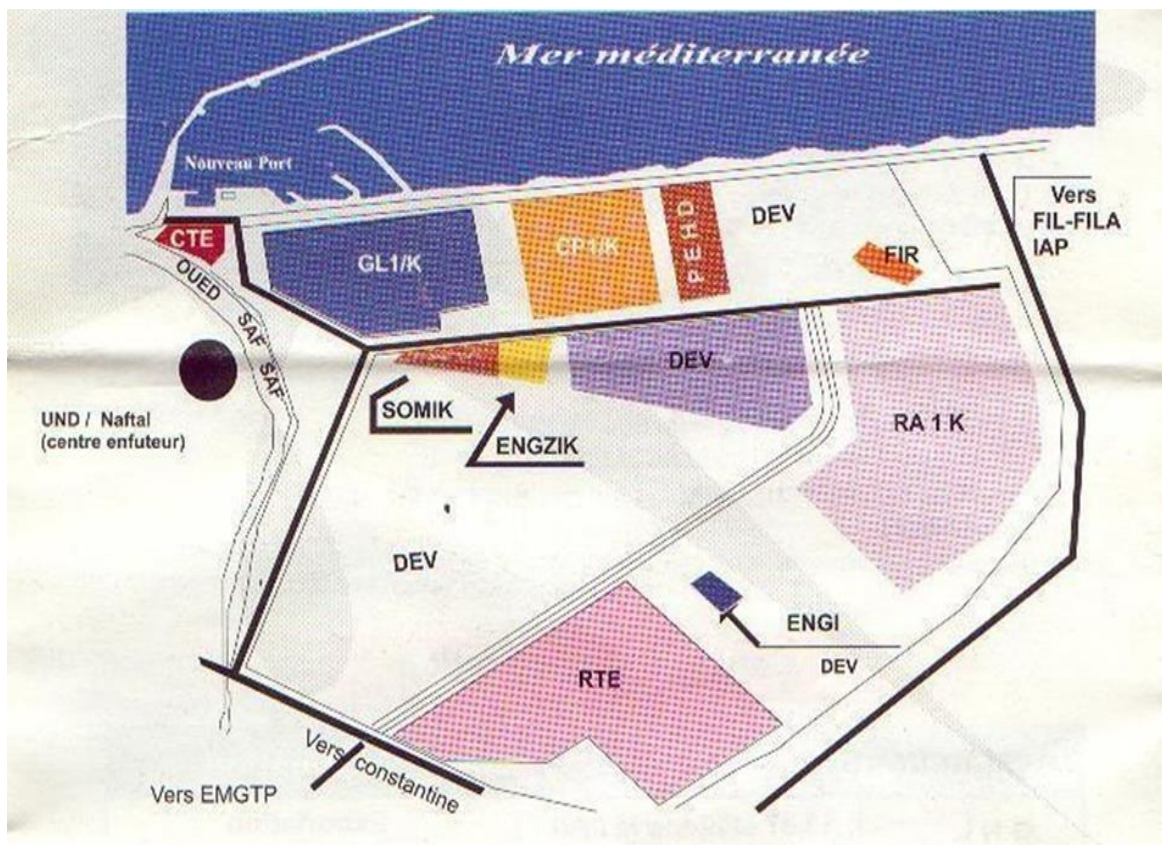 Mer méditerranée
Nouveau Port
CTE
GL1/K
CP1/K
PEHD
DEV
FIR
Vers
FIL-FILA
IAP
OUED
SAF SAF
UND / Naftal
(centre enfuteur)
SOMIK
ENGZIK
DEV
RA 1 K
DEV
ENGI
DEV
RTE
Vers constantine
Vers EMGTP